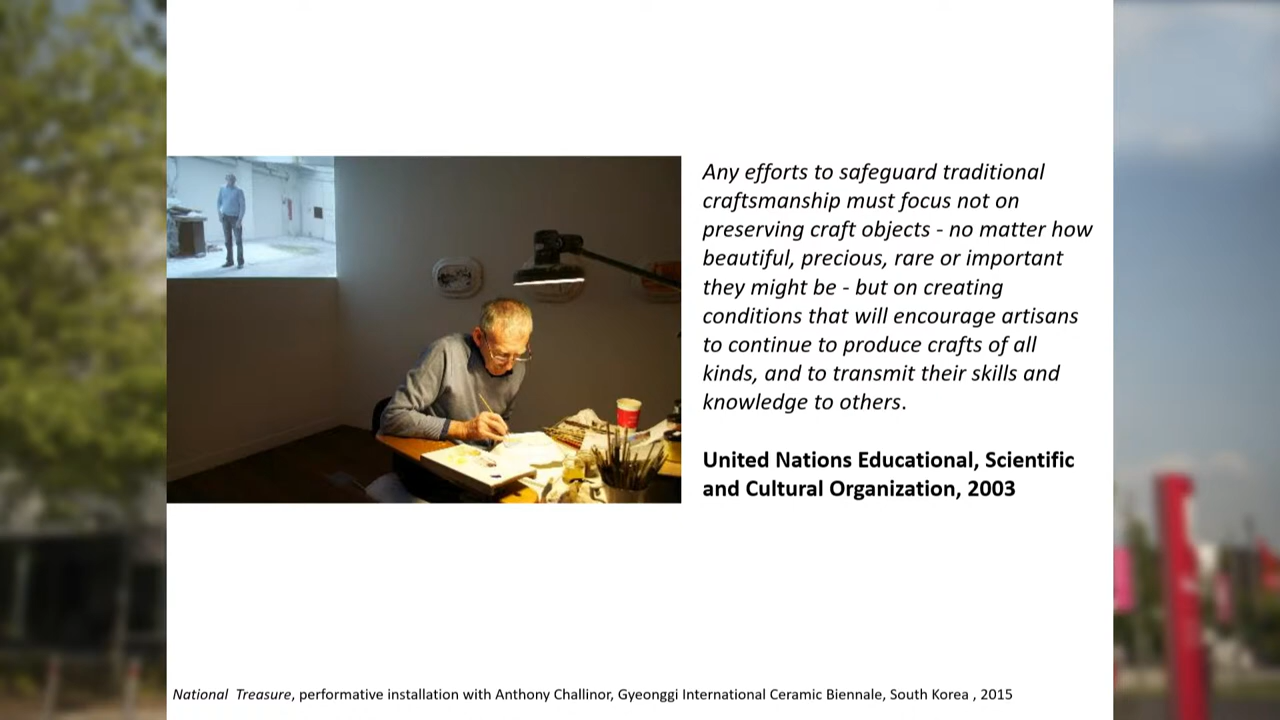 Any efforts to safeguard traditional
craftsmanship must focus not on
preserving craft objects - no matter how
beautiful, precious, rare or important
they might be - but on creating
conditions that will encourage artisans
to continue to produce crafts of all
kinds, and to transmit their skills and
knowledge to others.
United Nations Educational, Scientific
and Cultural Organization, 2003
National Treasure, performative installation with Anthony Challinor, Gyeonggi International Ceramic Biennale, South Korea , 2015